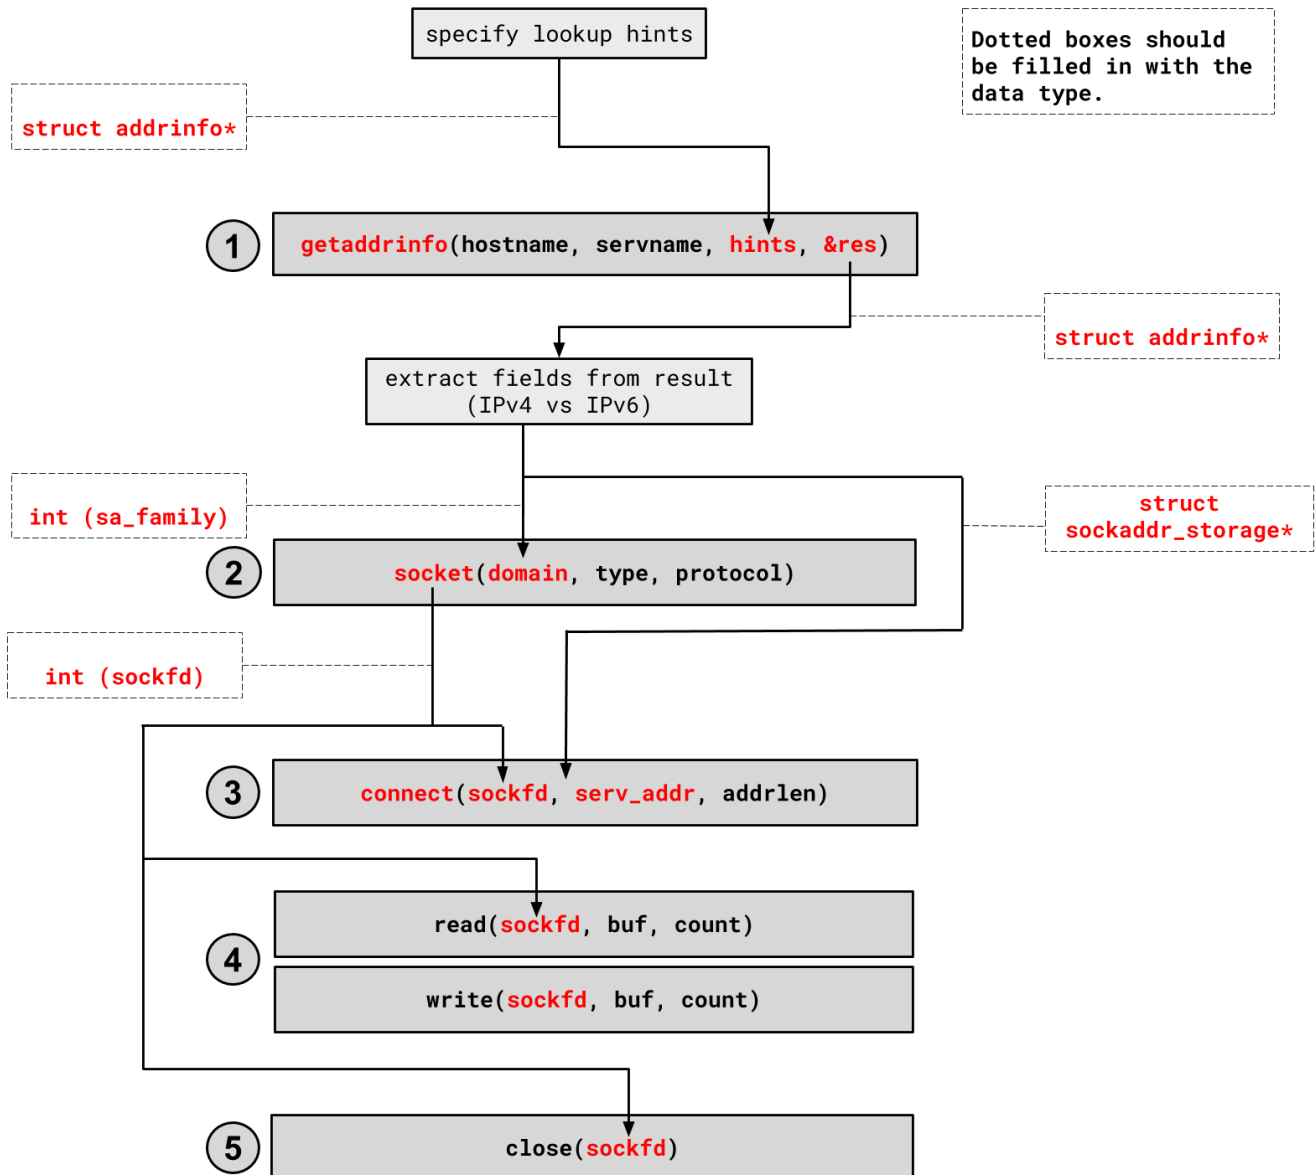 specify lookup hints
Dotted boxes should
be filled in with the
data type.
struct addrinfo*
1
getaddrinfo(hostname, servname, hints, &res)
struct addrinfo*
extract fields from result
(IPv4 vs IPv6)
int (sa_family)
struct
sockaddr_storage*
2
socket(domain, type, protocol)
int (sockfd)
3
connect(sockfd, serv_addr, addrlen)
4
read(sockfd, buf, count)
write(sockfd, buf, count)
5
close(sockfd)